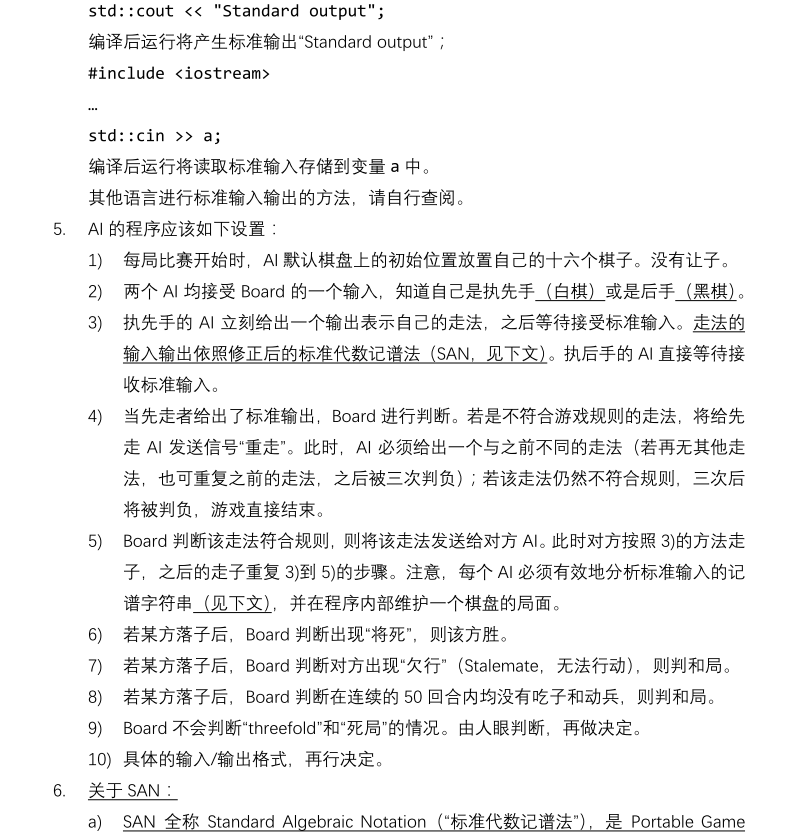 std::cout << "Standard output";
编译后运行将产生标准输出“Standard output”；
#include <iostream>
…
std::cin >> a;
编译后运行将读取标准输入存储到变量 a 中。
其他语言进行标准输入输出的方法，请自行查阅。
5. AI 的程序应该如下设置：
1) 每局比赛开始时，AI 默认棋盘上的初始位置放置自己的十六个棋子。没有让子。
2) 两个 AI 均接受 Board 的一个输入，知道自己是执先手（白棋）或是后手（黑棋）。
3) 执先手的 AI 立刻给出一个输出表示自己的走法，之后等待接受标准输入。走法的
输入输出依照修正后的标准代数记谱法（SAN，见下文）。执后手的 AI 直接等待接
收标准输入。
4) 当先走者给出了标准输出，Board 进行判断。若是不符合游戏规则的走法，将给先
走 AI 发送信号“重走”。此时，AI 必须给出一个与之前不同的走法（若再无其他走
法，也可重复之前的走法，之后被三次判负）；若该走法仍然不符合规则，三次后
将被判负，游戏直接结束。
5) Board 判断该走法符合规则，则将该走法发送给对方 AI。此时对方按照 3)的方法走
子，之后的走子重复 3)到 5)的步骤。注意，每个 AI 必须有效地分析标准输入的记
谱字符串（见下文），并在程序内部维护一个棋盘的局面。
6) 若某方落子后，Board 判断出现“将死”，则该方胜。
7) 若某方落子后，Board 判断对方出现“欠行”（Stalemate，无法行动），则判和局。
8) 若某方落子后，Board 判断在连续的 50 回合内均没有吃子和动兵，则判和局。
9) Board 不会判断“threefold”和“死局”的情况。由人眼判断，再做决定。
10) 具体的输入/输出格式，再行决定。
6. 关于 SAN：
a) SAN 全称 Standard Algebraic Notation（“标准代数记谱法”），是 Portable Game